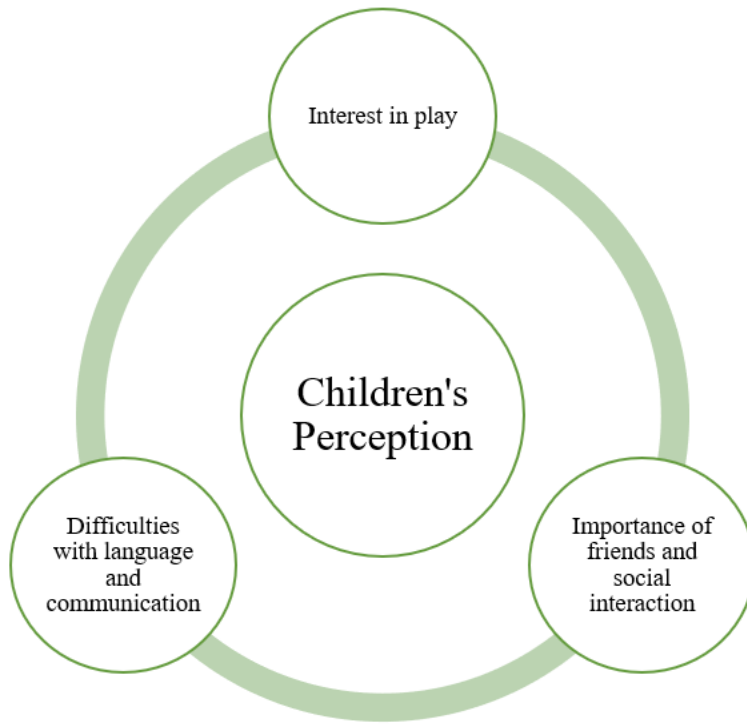 Interest in play
Children's
Perception
Difficulties
with language
and
communication
Importance of
friends and
social
interaction